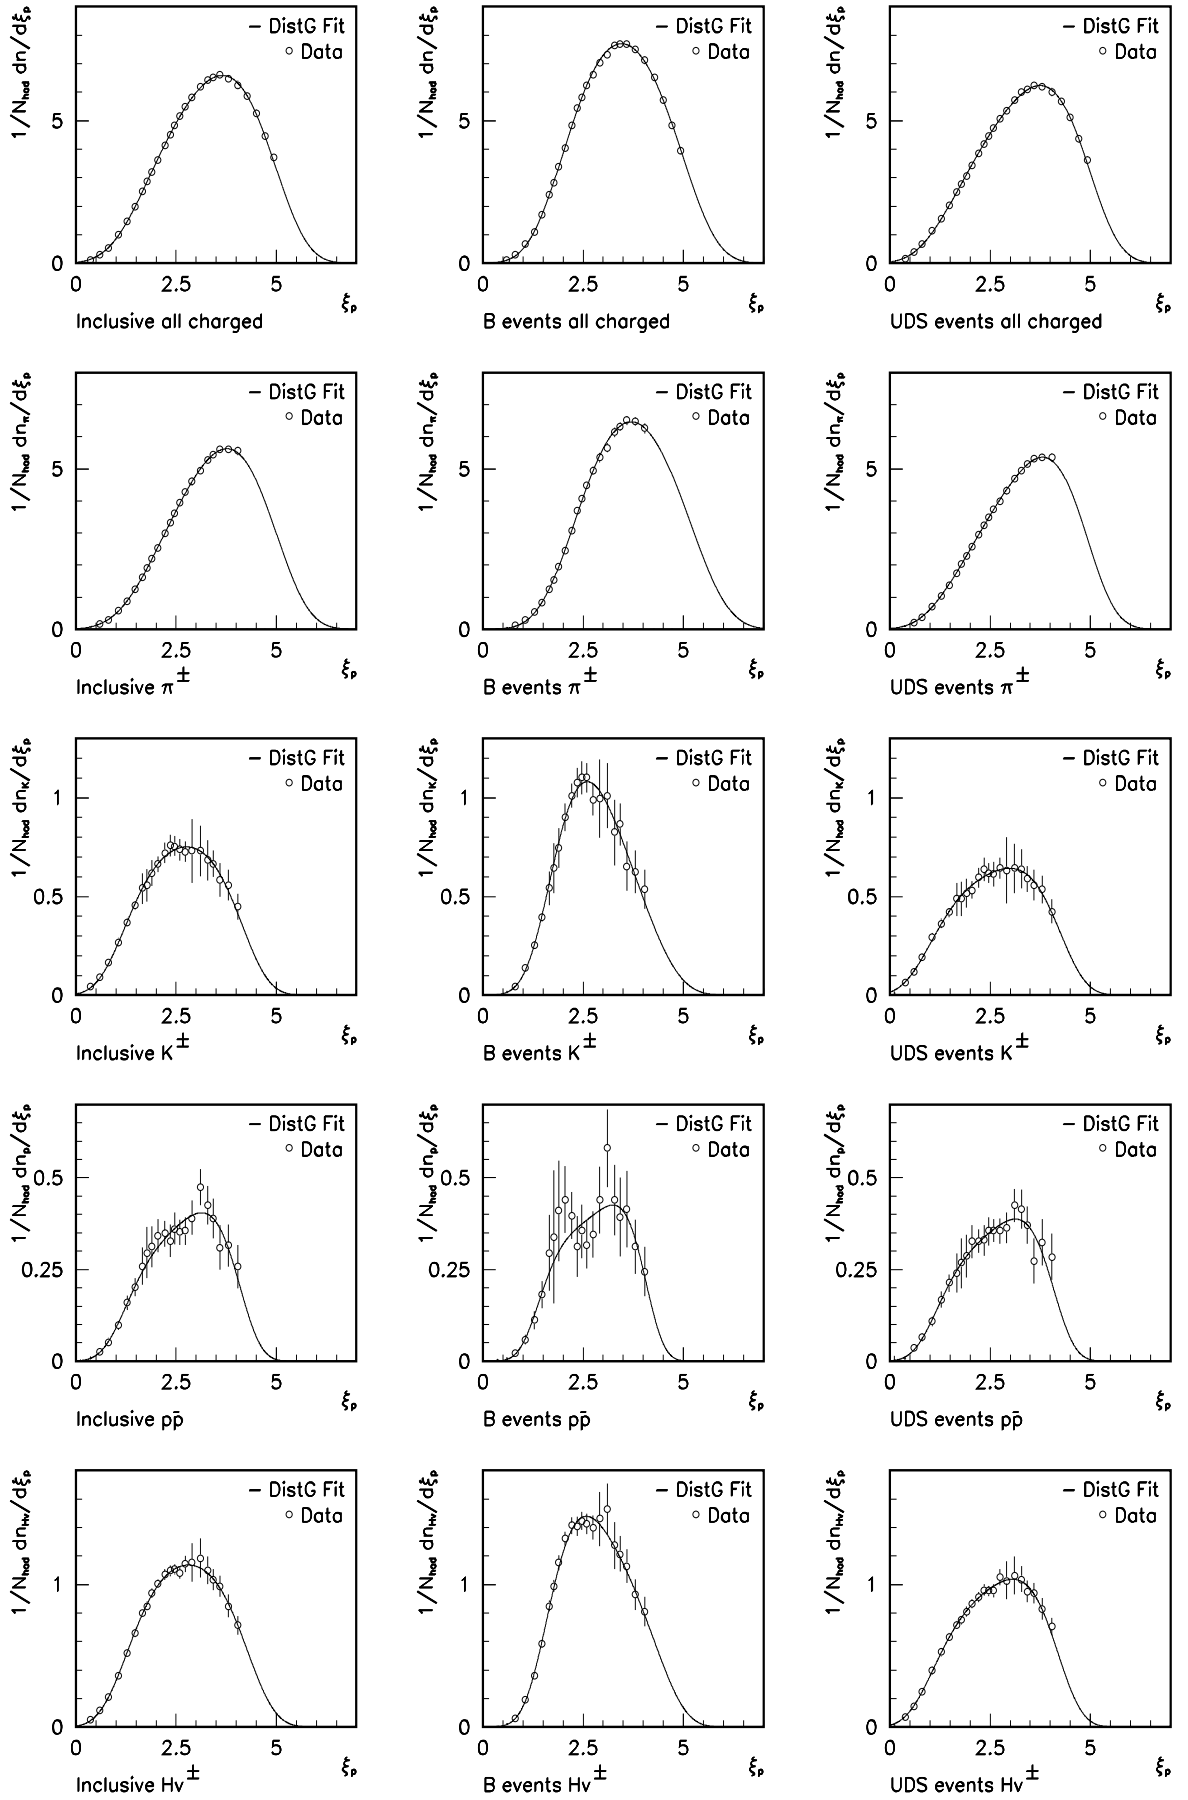 1/N_had dn/dξ_p
– DistG Fit
○ Data
5
0
0 2.5 5
ξ_p
Inclusive all charged
1/N_had dn/dξ_p
– DistG Fit
○ Data
5
0
0 2.5 5
ξ_p
B events all charged
1/N_had dn/dξ_p
– DistG Fit
○ Data
5
0
0 2.5 5
ξ_p
UDS events all charged
1/N_had dn_π/dξ_p
– DistG Fit
○ Data
5
0
0 2.5 5
ξ_p
Inclusive π±
1/N_had dn_π/dξ_p
– DistG Fit
○ Data
5
0
0 2.5 5
ξ_p
B events π±
1/N_had dn_π/dξ_p
– DistG Fit
○ Data
5
0
0 2.5 5
ξ_p
UDS events π±
1/N_had dn_K/dξ_p
– DistG Fit
○ Data
1
0.5
0
0 2.5 5
ξ_p
Inclusive K±
1/N_had dn_K/dξ_p
– DistG Fit
○ Data
1
0.5
0
0 2.5 5
ξ_p
B events K±
1/N_had dn_K/dξ_p
– DistG Fit
○ Data
1
0.5
0
0 2.5 5
ξ_p
UDS events K±
1/N_had dn_p/dξ_p
– DistG Fit
○ Data
0.5
0.25
0
0 2.5 5
ξ_p
Inclusive pp̄
1/N_had dn_p/dξ_p
– DistG Fit
○ Data
0.5
0.25
0
0 2.5 5
ξ_p
B events pp̄
1/N_had dn_p/dξ_p
– DistG Fit
○ Data
0.5
0.25
0
0 2.5 5
ξ_p
UDS events pp̄
1/N_had dn_Hv/dξ_p
– DistG Fit
○ Data
1
0
0 2.5 5
ξ_p
Inclusive Hv±
1/N_had dn_Hv/dξ_p
– DistG Fit
○ Data
1
0
0 2.5 5
ξ_p
B events Hv±
1/N_had dn_Hv/dξ_p
– DistG Fit
○ Data
1
0
0 2.5 5
ξ_p
UDS events Hv±